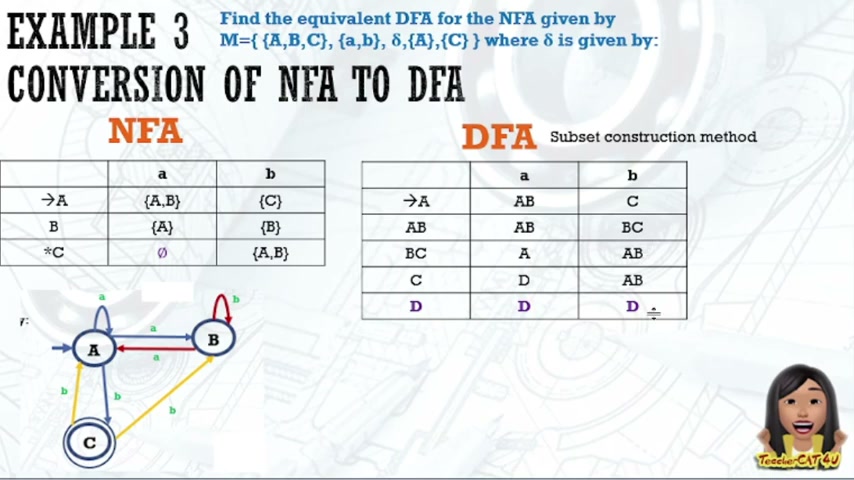 EXAMPLE 3
Find the equivalent DFA for the NFA given by
M={ {A,B,C}, {a,b}, δ,{A},{C} } where δ is given by:
CONVERSION OF NFA TO DFA
NFA
a b
→A {A,B} {C}
B {A} {B}
*C ∅ {A,B}
DFA Subset construction method
a b
→A AB C
AB AB BC
BC A AB
C D AB
D D D
a
b
A
a
a
B
b
b
b
C
TeacherCAT4U